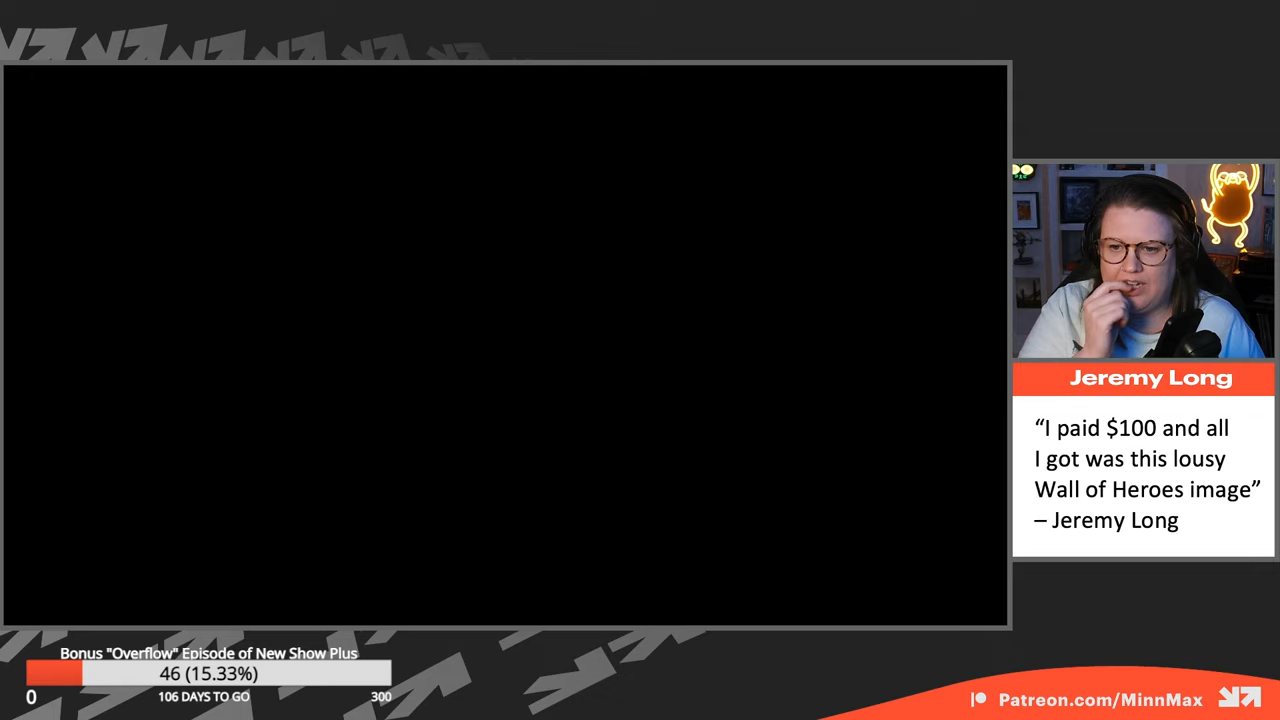 Jeremy Long
“I paid $100 and all
I got was this lousy
Wall of Heroes image”
– Jeremy Long
Bonus "Overflow" Episode of New Show Plus
46 (15.33%)
0
106 DAYS TO GO
300
Patreon.com/MinnMax